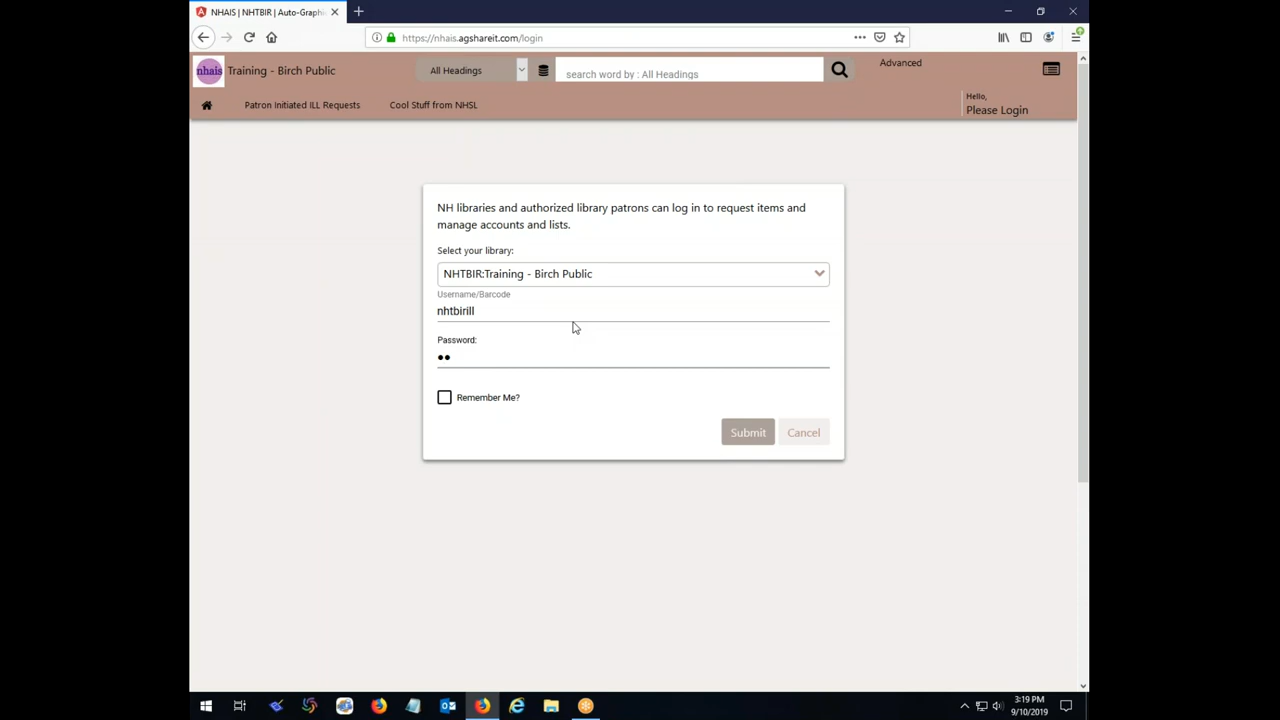 NHAIS | NHTBIR | Auto-Graphi
https://nhais.agshareit.com/login
nhais Training - Birch Public
All Headings
search word by : All Headings
Advanced
Patron Initiated ILL Requests
Cool Stuff from NHSL
Hello,
Please Login
NH libraries and authorized library patrons can log in to request items and
manage accounts and lists.
Select your library:
NHTBIR:Training - Birch Public
Username/Barcode
nhtbirill
Password:
••
Remember Me?
Submit
Cancel
3:19 PM
9/10/2019